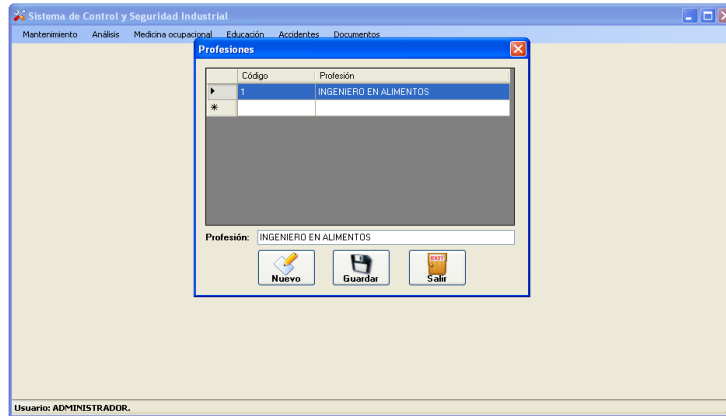 Sistema de Control y Seguridad Industrial
Mantenimiento Análisis Medicina ocupacional Educación Accidentes Documentos
Profesiones
Código Profesión
1 INGENIERO EN ALIMENTOS
Profesión: INGENIERO EN ALIMENTOS
EXIT
Nuevo Guardar Salir
Usuario: ADMINISTRADOR.